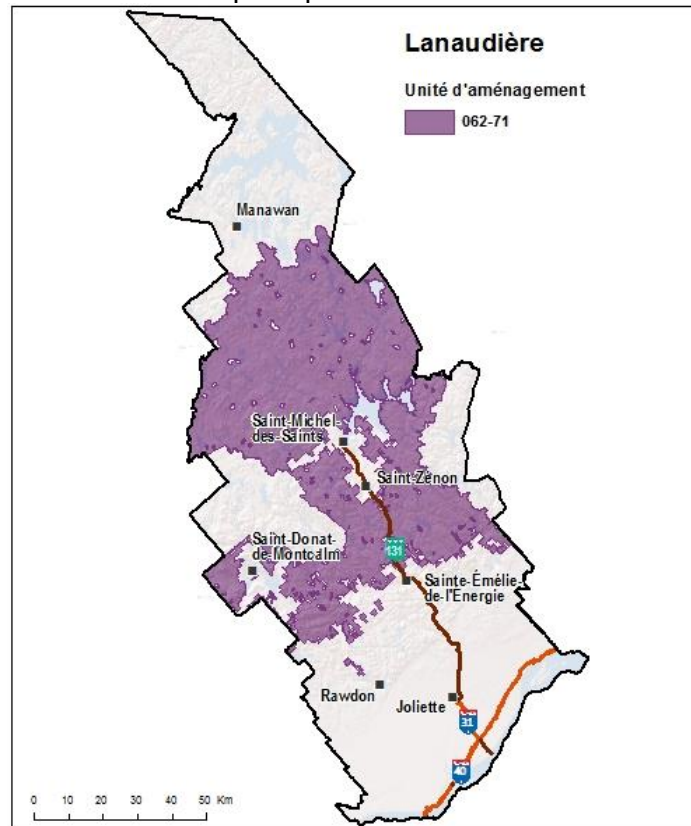 Lanaudière
Unité d'aménagement
062-71
Manawan
Saint-Michel-
des-Saints
Saint-Zénon
Saint-Donat-
de-Montcalm
131
Sainte-Émélie-
de-l'Énergie
Rawdon
Joliette
31
40
0 10 20 30 40 50 Km